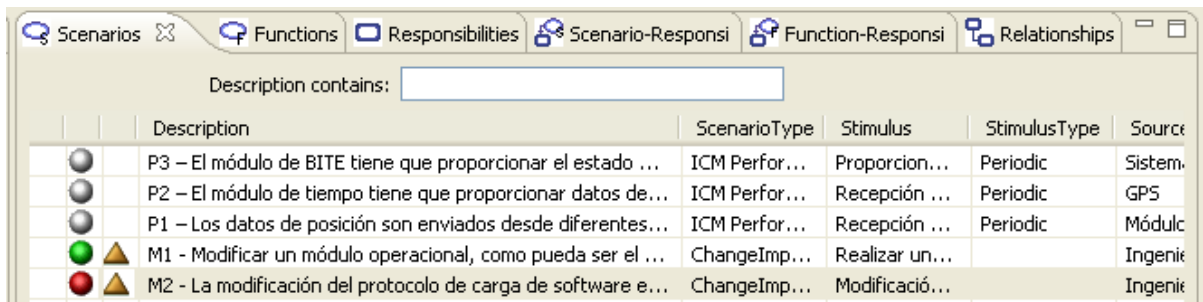 Scenarios Functions Responsibilities Scenario-Responsi Function-Responsi Relationships
Description contains:
Description ScenarioType Stimulus StimulusType Source
P3 – El módulo de BITE tiene que proporcionar el estado ... ICM Perfor... Proporcion... Periodic Sistema
P2 – El módulo de tiempo tiene que proporcionar datos de... ICM Perfor... Recepción ... Periodic GPS
P1 – Los datos de posición son enviados desde diferentes... ICM Perfor... Recepción ... Periodic Módulo
M1 - Modificar un módulo operacional, como pueda ser el ... ChangeImp... Realizar un... Ingenie
M2 - La modificación del protocolo de carga de software e... ChangeImp... Modificació... Ingenie